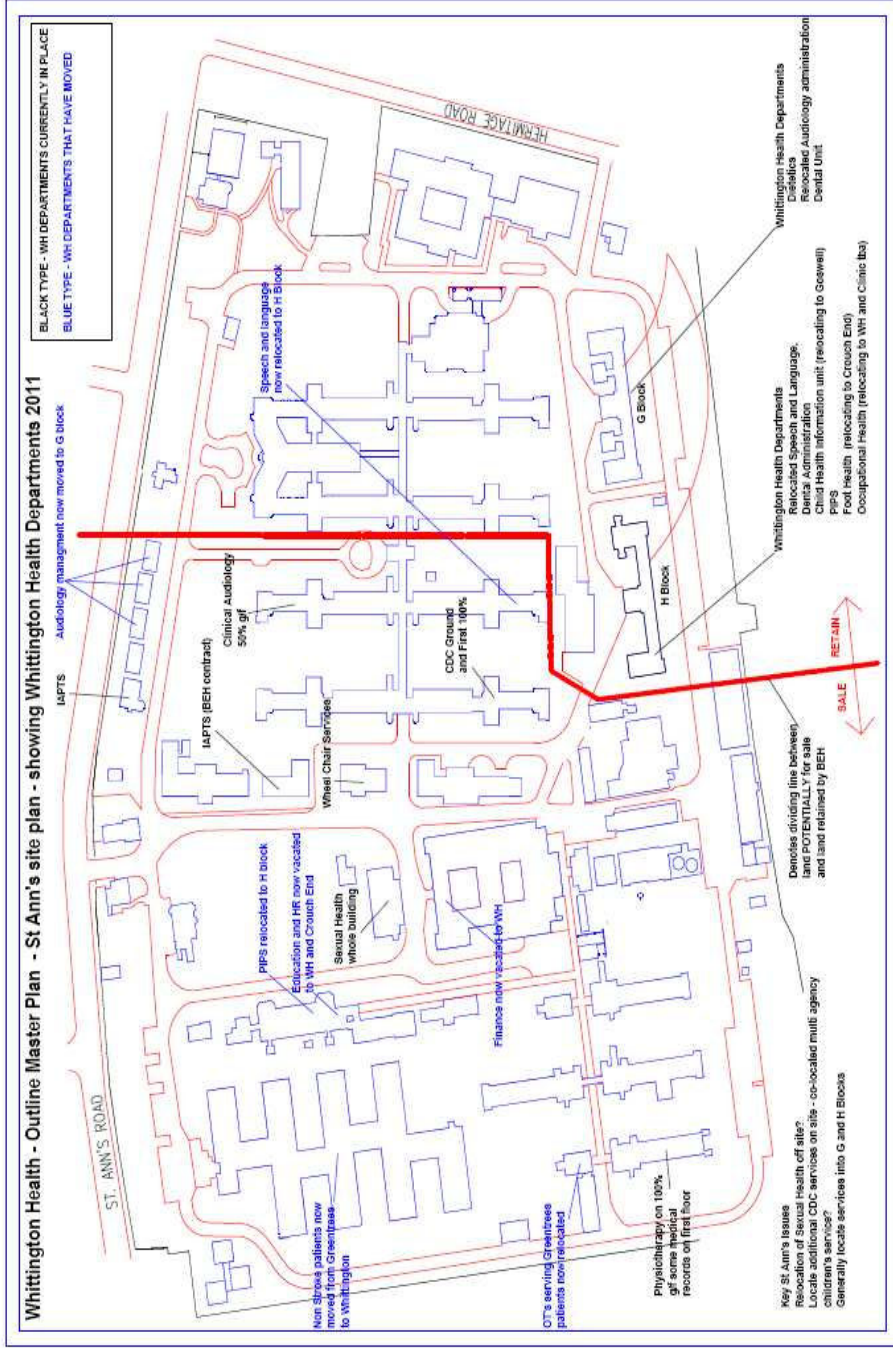 Whittington Health - Outline Master Plan - St Ann's site plan - showing Whittington Health Departments 2011
BLACK TYPE - WH DEPARTMENTS CURRENTLY IN PLACE
BLUE TYPE - WH DEPARTMENTS THAT HAVE MOVED
ST. ANN'S ROAD
HERMITAGE ROAD
IAPTS
Audiology managment now moved to G block
Speech and language
now relocated to H Block
Clinical Audiology
50% g/f
IAPTS (BEH contract)
Wheel Chair Services
CDC Ground
and First 100%
PIPS relocated to H block
Education and HR now vacated
to WH and Crouch End
Sexual Health
whole building
Finance now vacated to WH
Non Stroke patients now
moved from Greentrees
to Whittington
OT's serving Greentrees
patients now relocated
Physiotherapy on 100%
g/f some medical
records on first floor
G Block
H Block
Whittington Health Departments
Dietetics
Relocated Audiology administration
Dental Unit
Whittington Health Departments
Relocated Speech and Language.
Dental Administration
Child Health Information unit (relocating to Goswell)
PIPS
Foot Health (relocating to Crouch End)
Occupational Health (relocating to WH and Clinic tba)
SALE
RETAIN
Denotes dividing line between
land POTENTIALLY for sale
and land retained by BEH
Key St Ann's Issues
Relocation of Sexual Health off site?
Locate additional CDC services on site - co-located multi agency
children's service?
Generally locate services into G and H Blocks